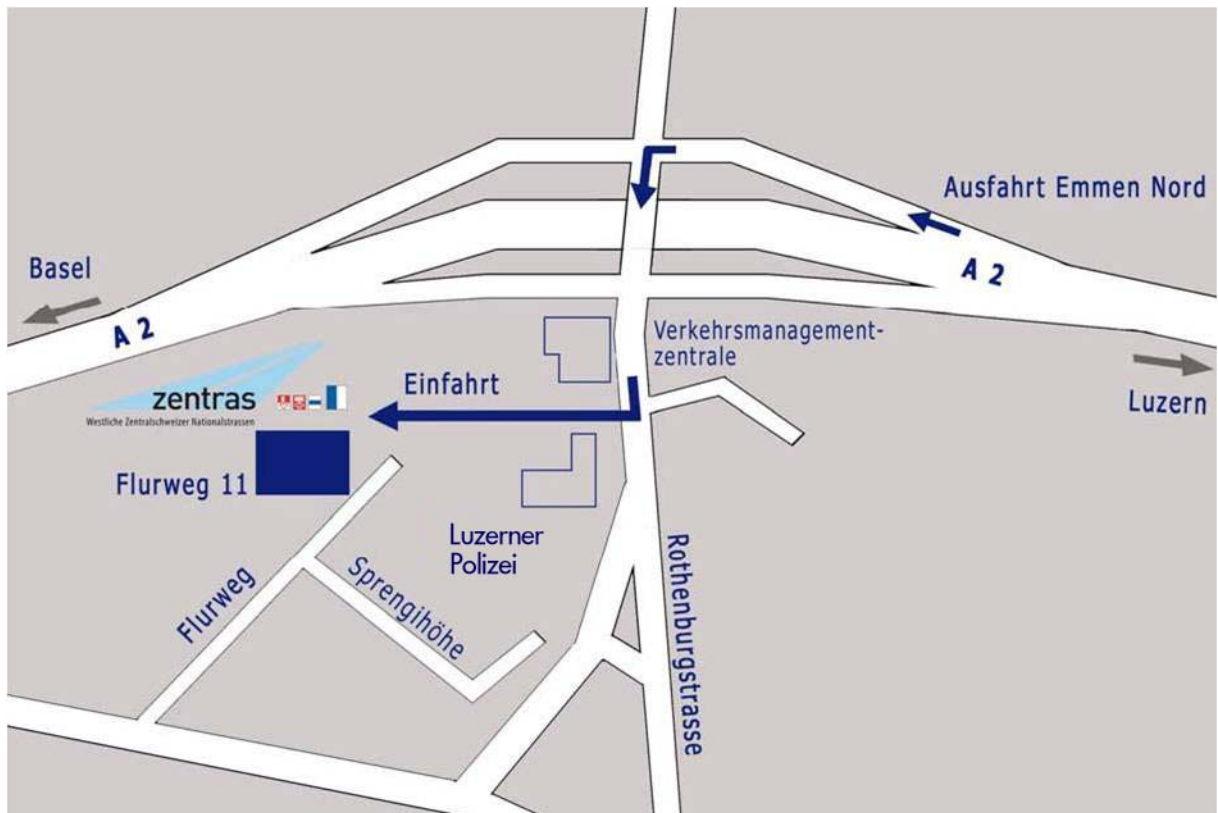 Ausfahrt Emmen Nord
Basel
A 2
A 2
Verkehrsmanagement-
zentrale
Luzern
Einfahrt
zentras
Westliche Zentralschweizer Nationalstrassen
Flurweg 11
Luzerner
Polizei
Flurweg
Sprengihöhe
Rothenburgstrasse